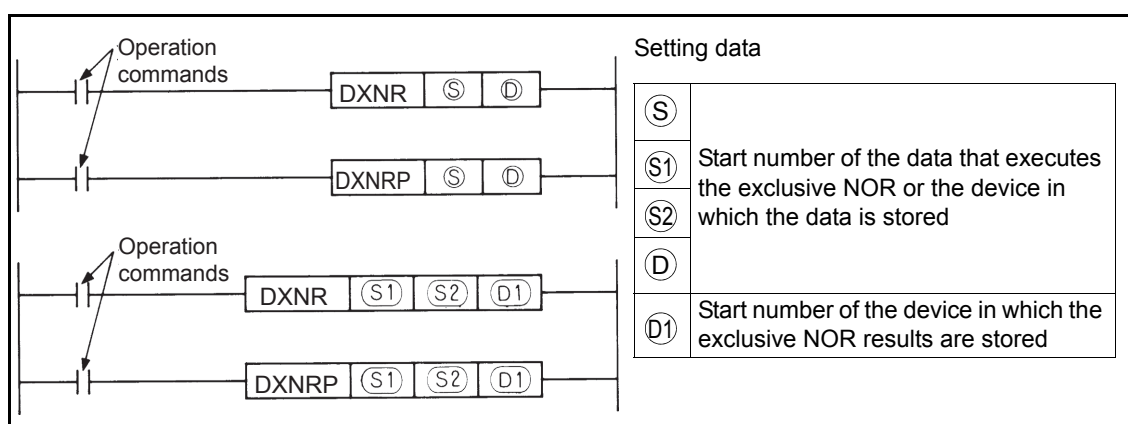 Operation
commands
DXNR Ⓢ Ⓓ
DXNRP Ⓢ Ⓓ
Operation
commands
DXNR S1 S2 D1
DXNRP S1 S2 D1
Setting data
Ⓢ
S1
S2
Ⓓ
Start number of the data that executes
the exclusive NOR or the device in
which the data is stored
D1
Start number of the device in which the
exclusive NOR results are stored